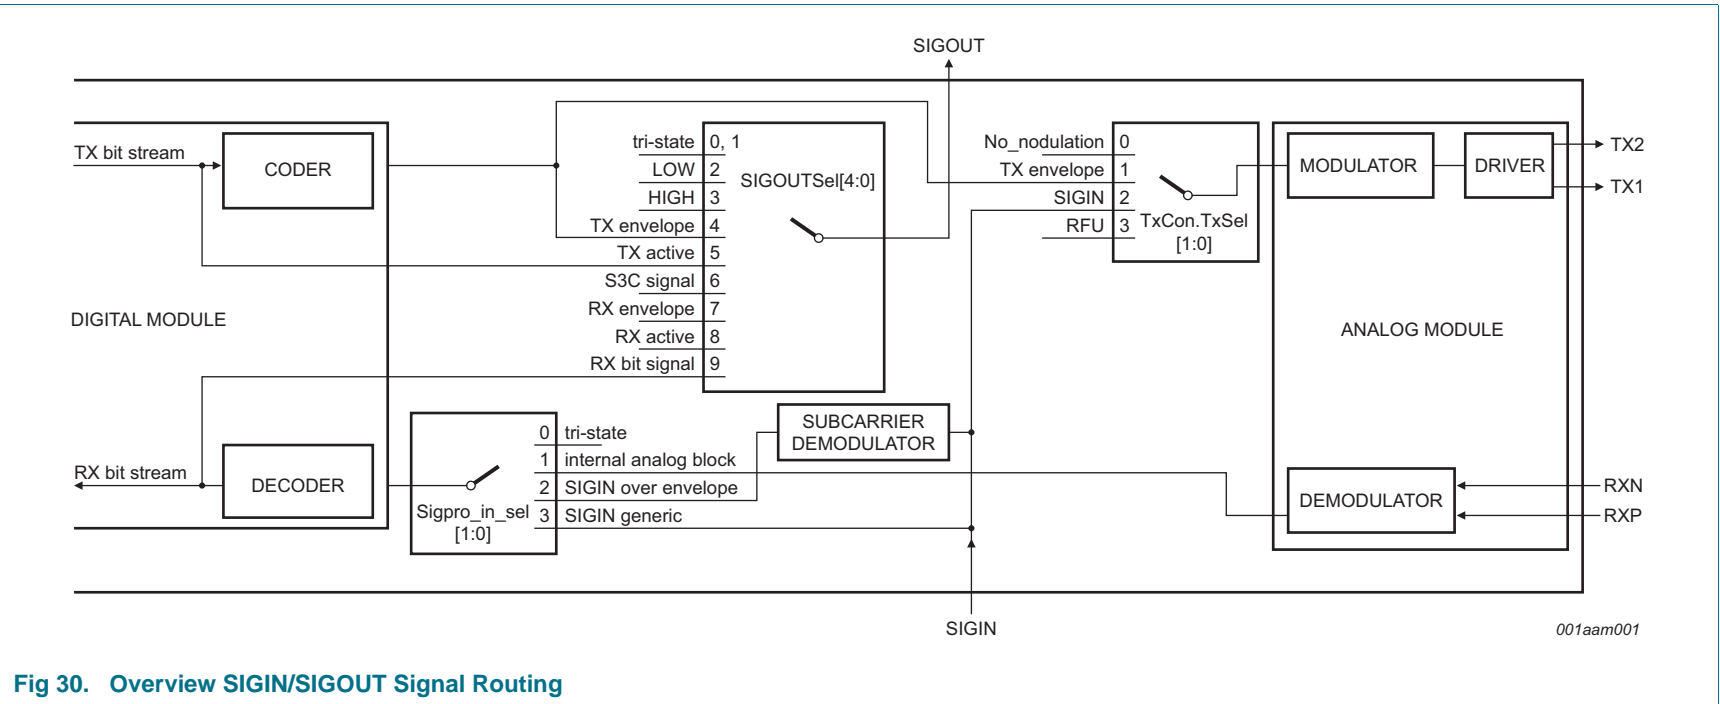 SIGOUT
TX bit stream
CODER
tri-state 0, 1
LOW 2
HIGH 3
TX envelope 4
TX active 5
S3C signal 6
RX envelope 7
RX active 8
RX bit signal 9
SIGOUTSel[4:0]
No_nodulation 0
TX envelope 1
SIGIN 2
RFU 3
TxCon.TxSel
[1:0]
MODULATOR
DRIVER
TX2
TX1
DIGITAL MODULE
ANALOG MODULE
RX bit stream
DECODER
Sigpro_in_sel
[1:0]
0 tri-state
1 internal analog block
2 SIGIN over envelope
3 SIGIN generic
SUBCARRIER
DEMODULATOR
DEMODULATOR
RXN
RXP
SIGIN
001aam001
Fig 30. Overview SIGIN/SIGOUT Signal Routing